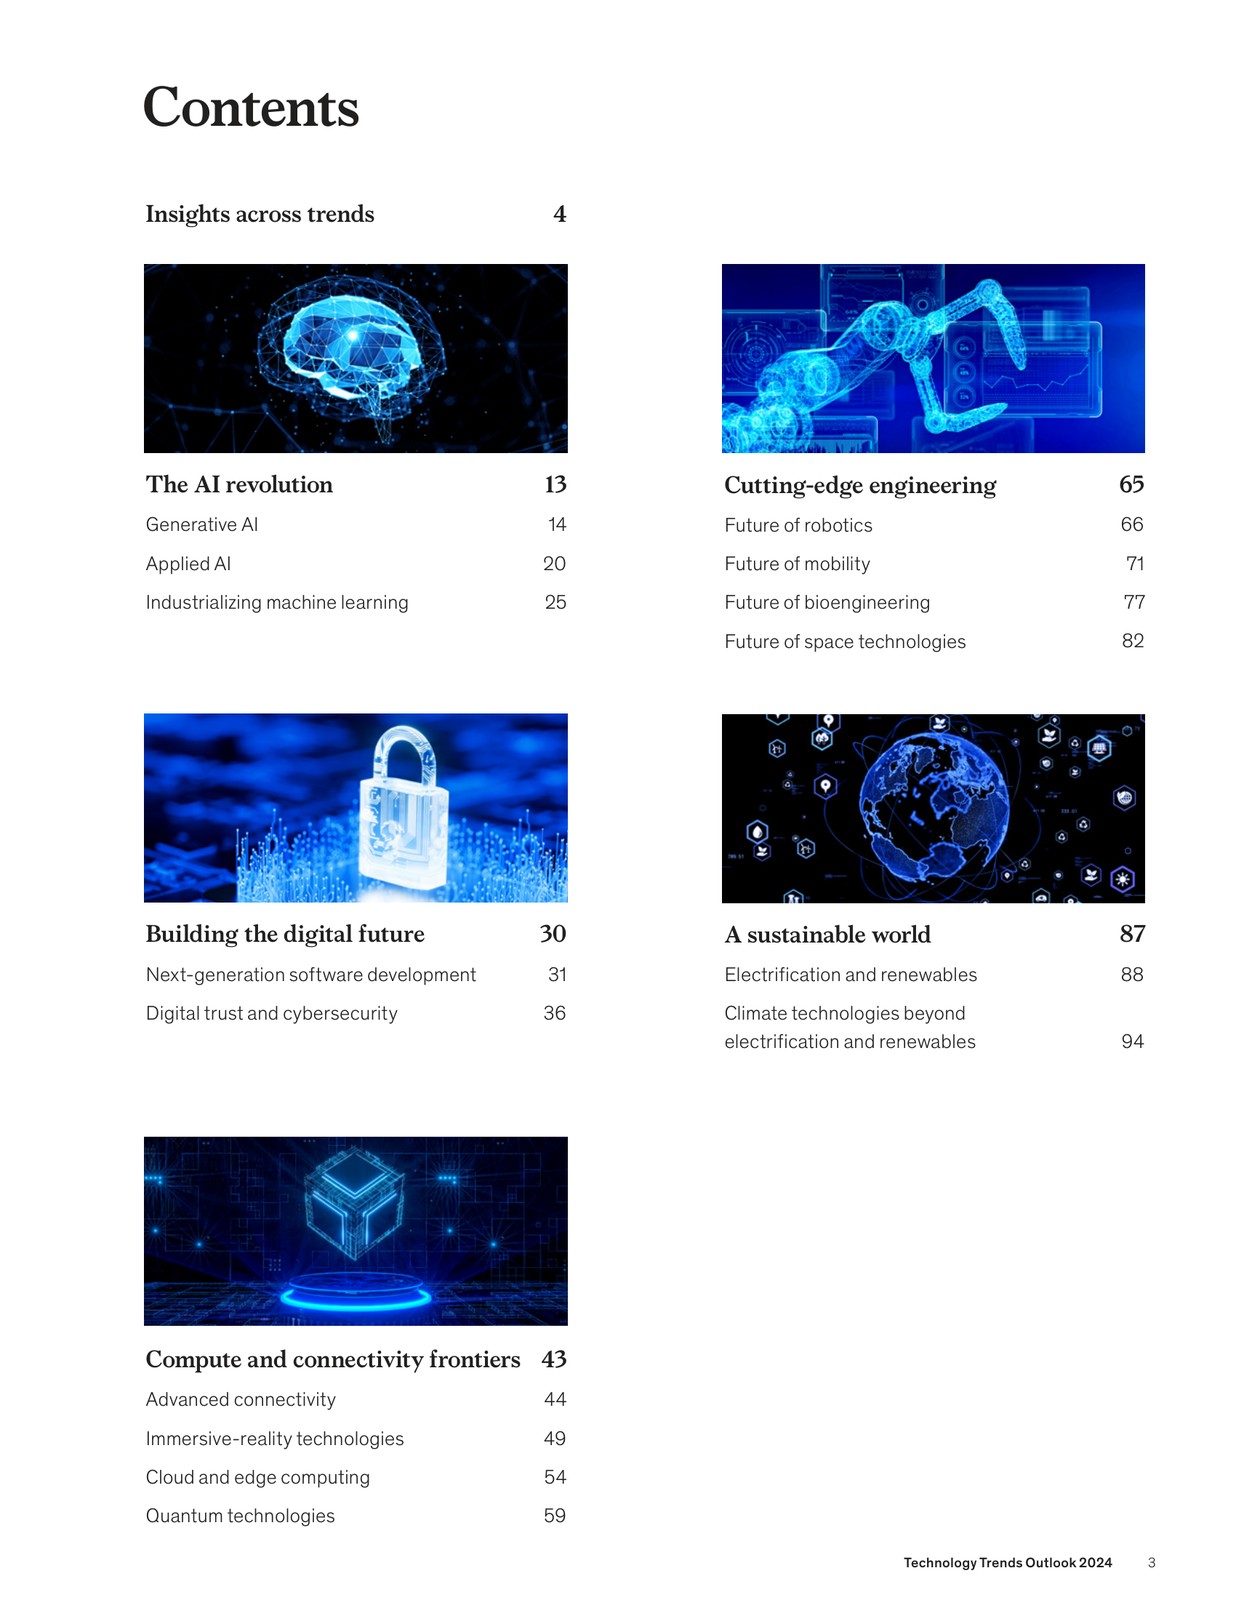 Contents
Insights across trends 4
The AI revolution 13
Generative AI 14
Applied AI 20
Industrializing machine learning 25
Building the digital future 30
Next-generation software development 31
Digital trust and cybersecurity 36
Compute and connectivity frontiers 43
Advanced connectivity 44
Immersive-reality technologies 49
Cloud and edge computing 54
Quantum technologies 59
Cutting-edge engineering 65
Future of robotics 66
Future of mobility 71
Future of bioengineering 77
Future of space technologies 82
A sustainable world 87
Electrification and renewables 88
Climate technologies beyond
electrification and renewables 94
Technology Trends Outlook 2024 3